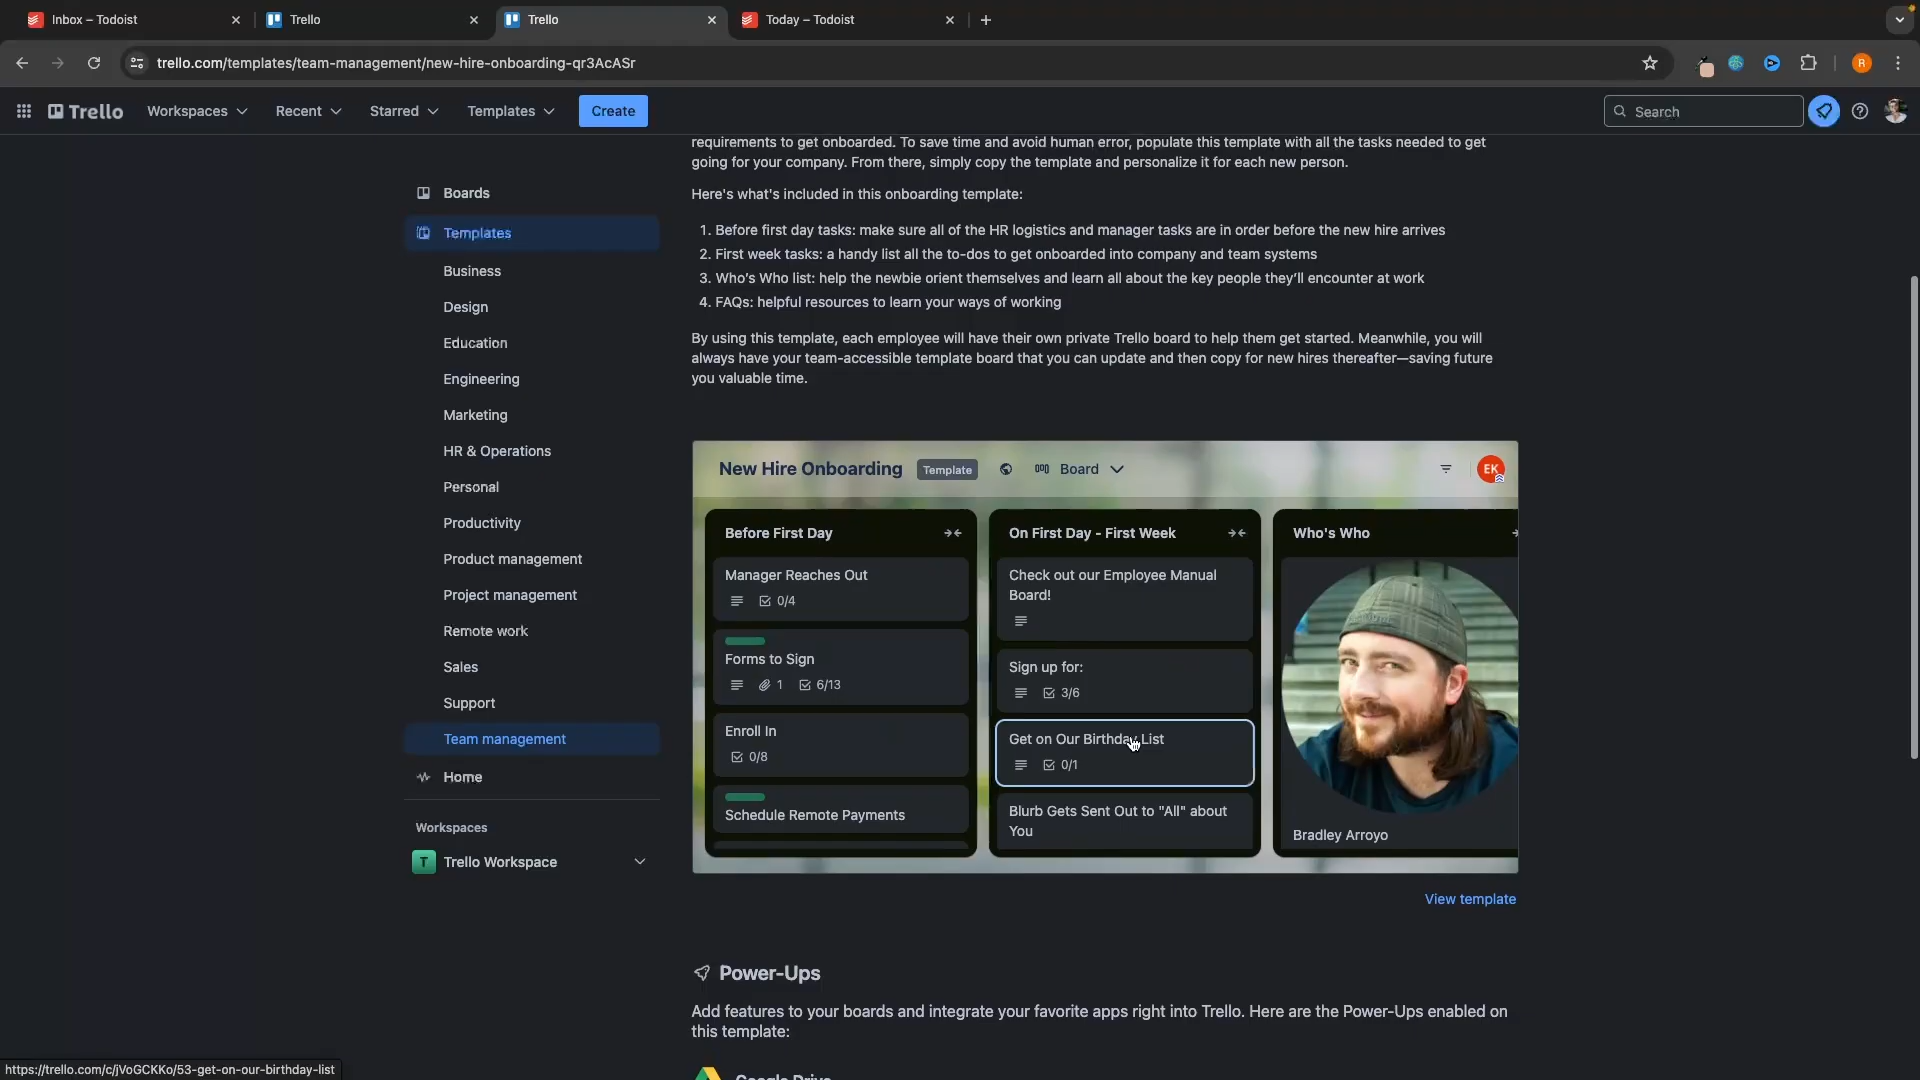 Inbox – Todoist
Trello
Trello
Today – Todoist
trello.com/templates/team-management/new-hire-onboarding-qr3AcASr
R
Trello
Workspaces
Recent
Starred
Templates
Create
Search
requirements to get onboarded. To save time and avoid human error, populate this template with all the tasks needed to get
going for your company. From there, simply copy the template and personalize it for each new person.
Here's what's included in this onboarding template:
1. Before first day tasks: make sure all of the HR logistics and manager tasks are in order before the new hire arrives
2. First week tasks: a handy list all the to-dos to get onboarded into company and team systems
3. Who's Who list: help the newbie orient themselves and learn all about the key people they'll encounter at work
4. FAQs: helpful resources to learn your ways of working
By using this template, each employee will have their own private Trello board to help them get started. Meanwhile, you will
always have your team-accessible template board that you can update and then copy for new hires thereafter—saving future
you valuable time.
Boards
Templates
Business
Design
Education
Engineering
Marketing
HR & Operations
Personal
Productivity
Product management
Project management
Remote work
Sales
Support
Team management
Home
Workspaces
T
Trello Workspace
New Hire Onboarding
Template
Board
EK
Before First Day
Manager Reaches Out
0/4
Forms to Sign
1
6/13
Enroll In
0/8
Schedule Remote Payments
On First Day - First Week
Check out our Employee Manual
Board!
Sign up for:
3/6
Get on Our Birthday List
0/1
Blurb Gets Sent Out to "All" about
You
Who's Who
Bradley Arroyo
View template
Power-Ups
Add features to your boards and integrate your favorite apps right into Trello. Here are the Power-Ups enabled on
this template:
Google Drive
https://trello.com/c/jVoGCKKo/53-get-on-our-birthday-list